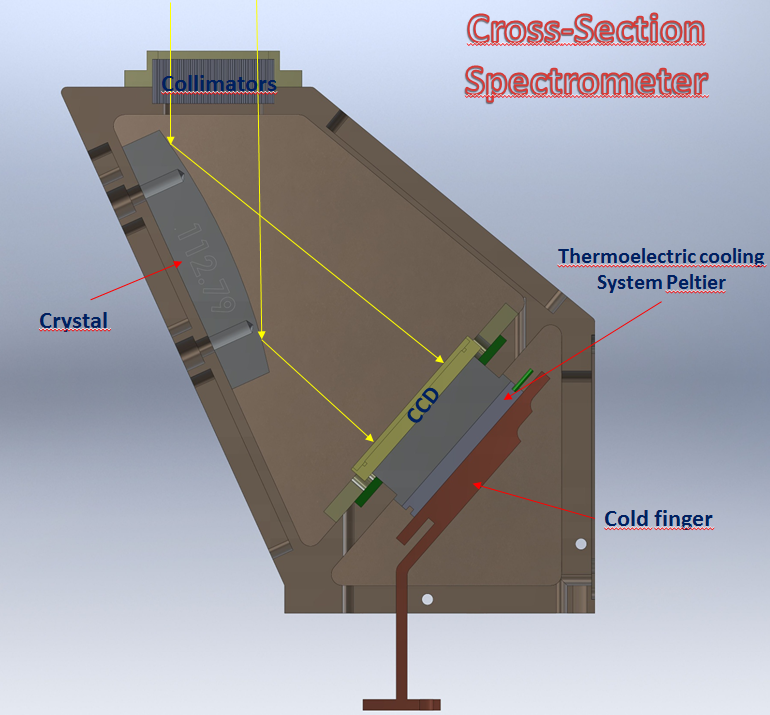 Cross-Section
Spectrometer
Collimators
112.79
Crystal
Thermoelectric cooling
System Peltier
CCD
Cold finger